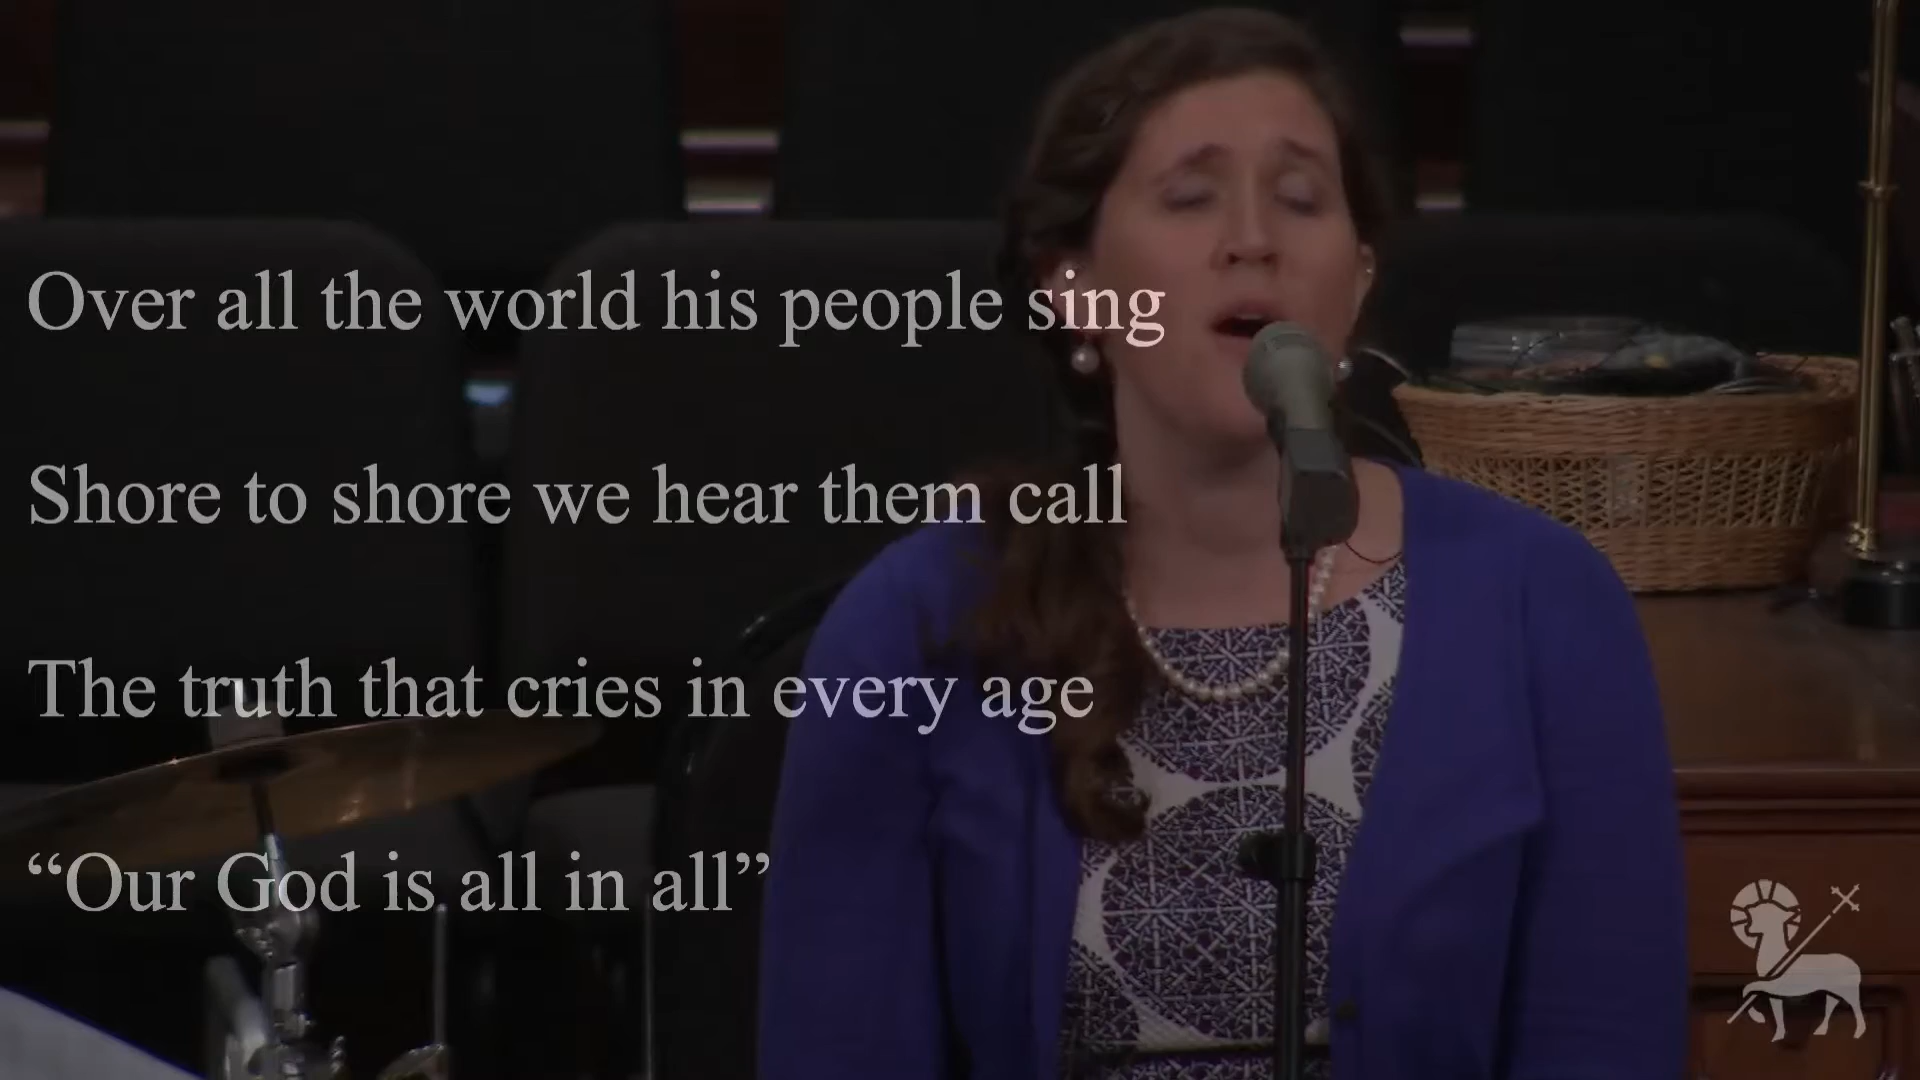 Over all the world his people sing
Shore to shore we hear them call
The truth that cries in every age
“Our God is all in all”